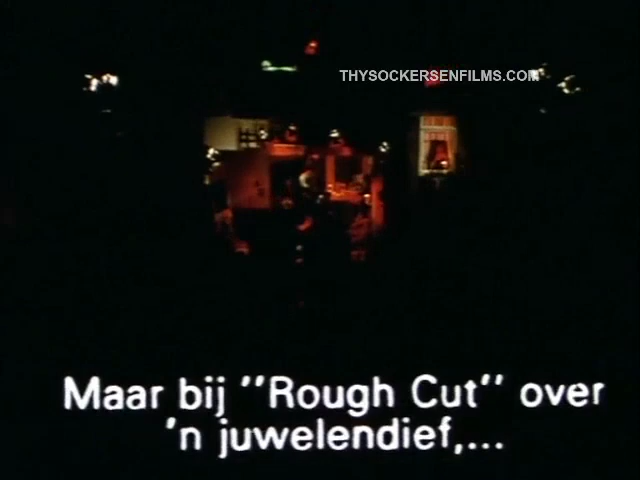 THYSOCKERSENFILMS.COM
Maar bij "Rough Cut" over
'n juwelendief,...